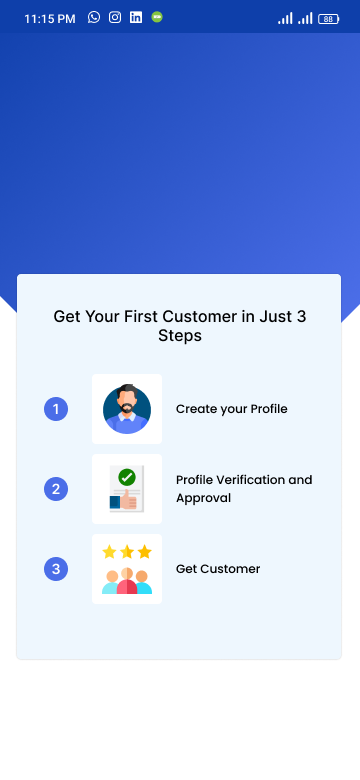 11:15 PM
88
Get Your First Customer in Just 3
Steps
1
Create your Profile
2
Profile Verification and
Approval
3
Get Customer